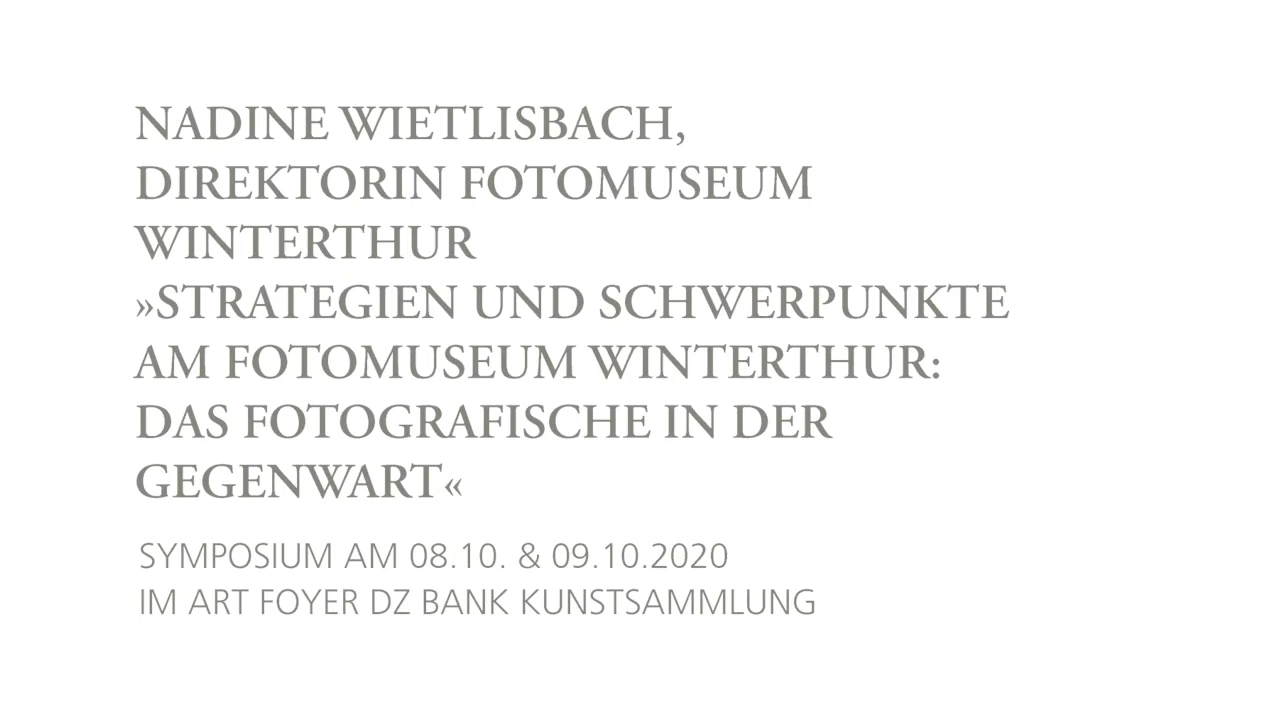 NADINE WIETLISBACH,
DIREKTORIN FOTOMUSEUM
WINTERTHUR
»STRATEGIEN UND SCHWERPUNKTE
AM FOTOMUSEUM WINTERTHUR:
DAS FOTOGRAFISCHE IN DER
GEGENWART«
SYMPOSIUM AM 08.10. & 09.10.2020
IM ART FOYER DZ BANK KUNSTSAMMLUNG